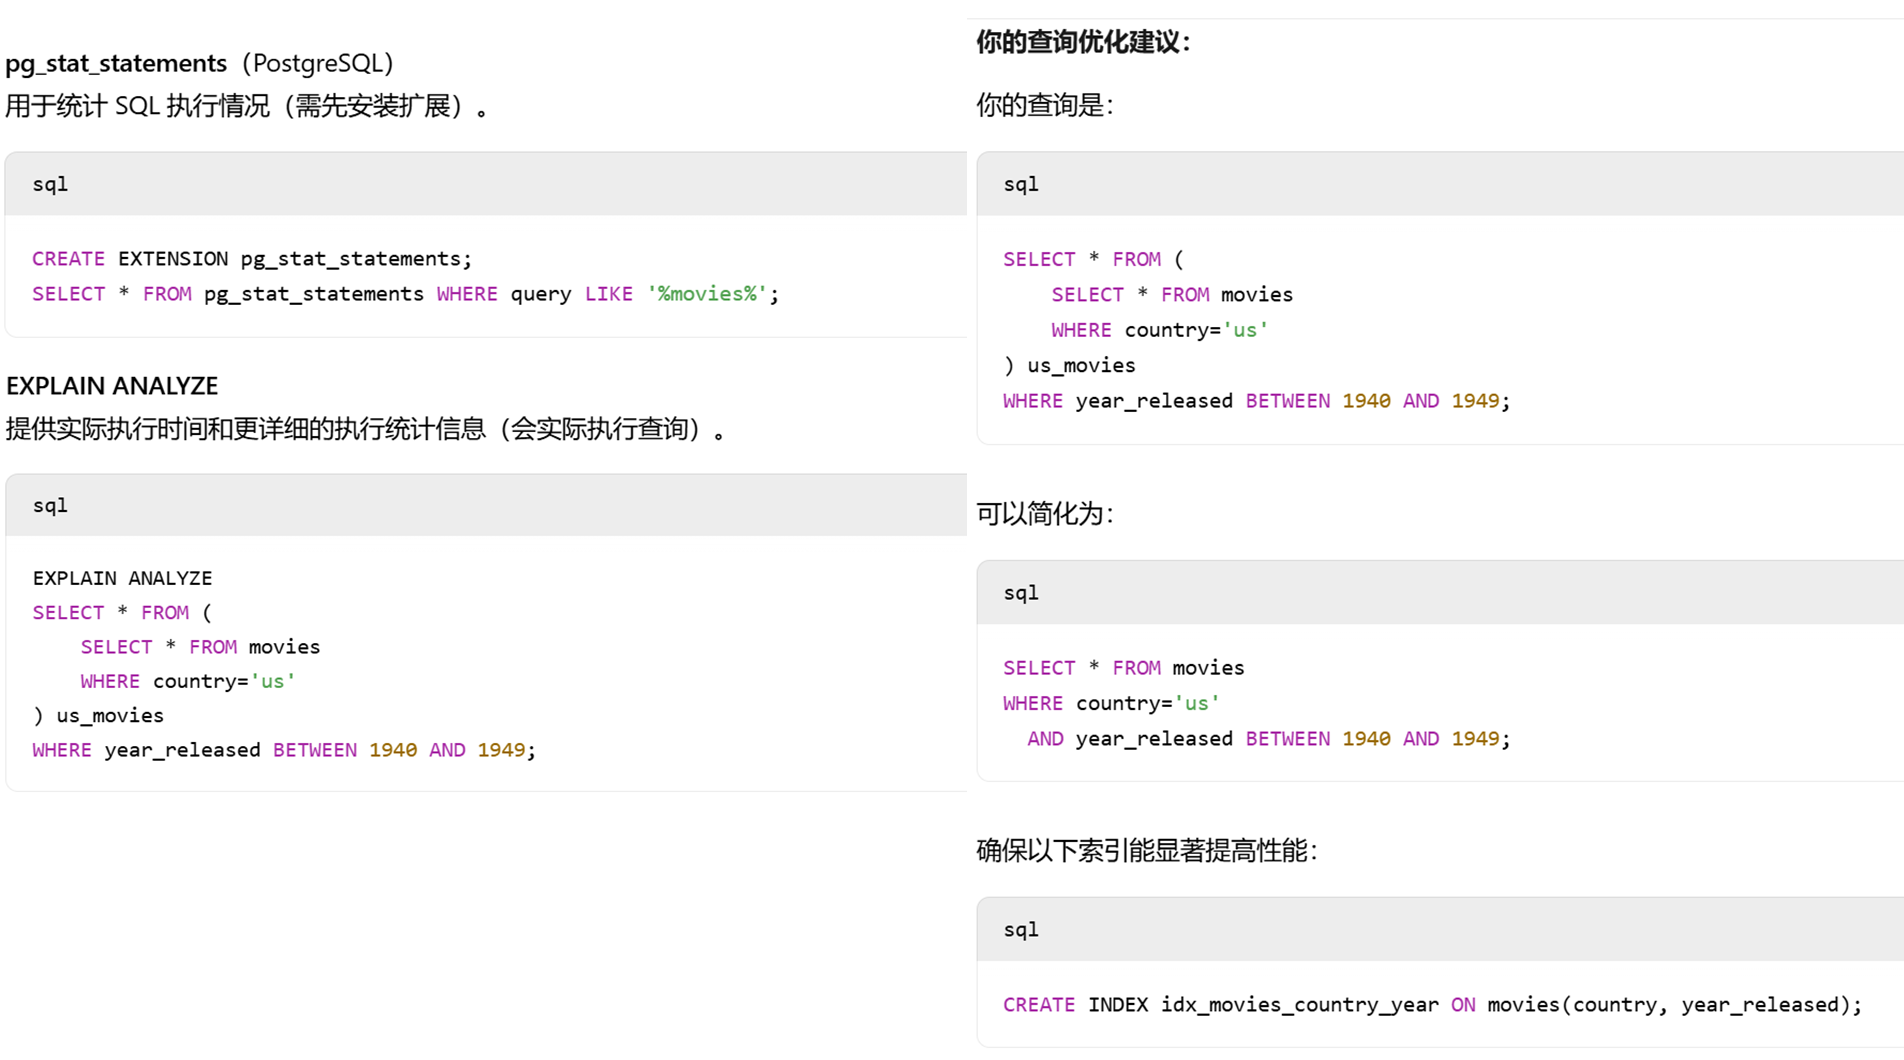 pg_stat_statements（PostgreSQL）
用于统计 SQL 执行情况（需先安装扩展）。
sql
CREATE EXTENSION pg_stat_statements;
SELECT * FROM pg_stat_statements WHERE query LIKE '%movies%';
EXPLAIN ANALYZE
提供实际执行时间和更详细的执行统计信息（会实际执行查询）。
sql
EXPLAIN ANALYZE
SELECT * FROM (
    SELECT * FROM movies
    WHERE country='us'
) us_movies
WHERE year_released BETWEEN 1940 AND 1949;
你的查询优化建议：
你的查询是：
sql
SELECT * FROM (
    SELECT * FROM movies
    WHERE country='us'
) us_movies
WHERE year_released BETWEEN 1940 AND 1949;
可以简化为：
sql
SELECT * FROM movies
WHERE country='us'
  AND year_released BETWEEN 1940 AND 1949;
确保以下索引能显著提高性能：
sql
CREATE INDEX idx_movies_country_year ON movies(country, year_released);